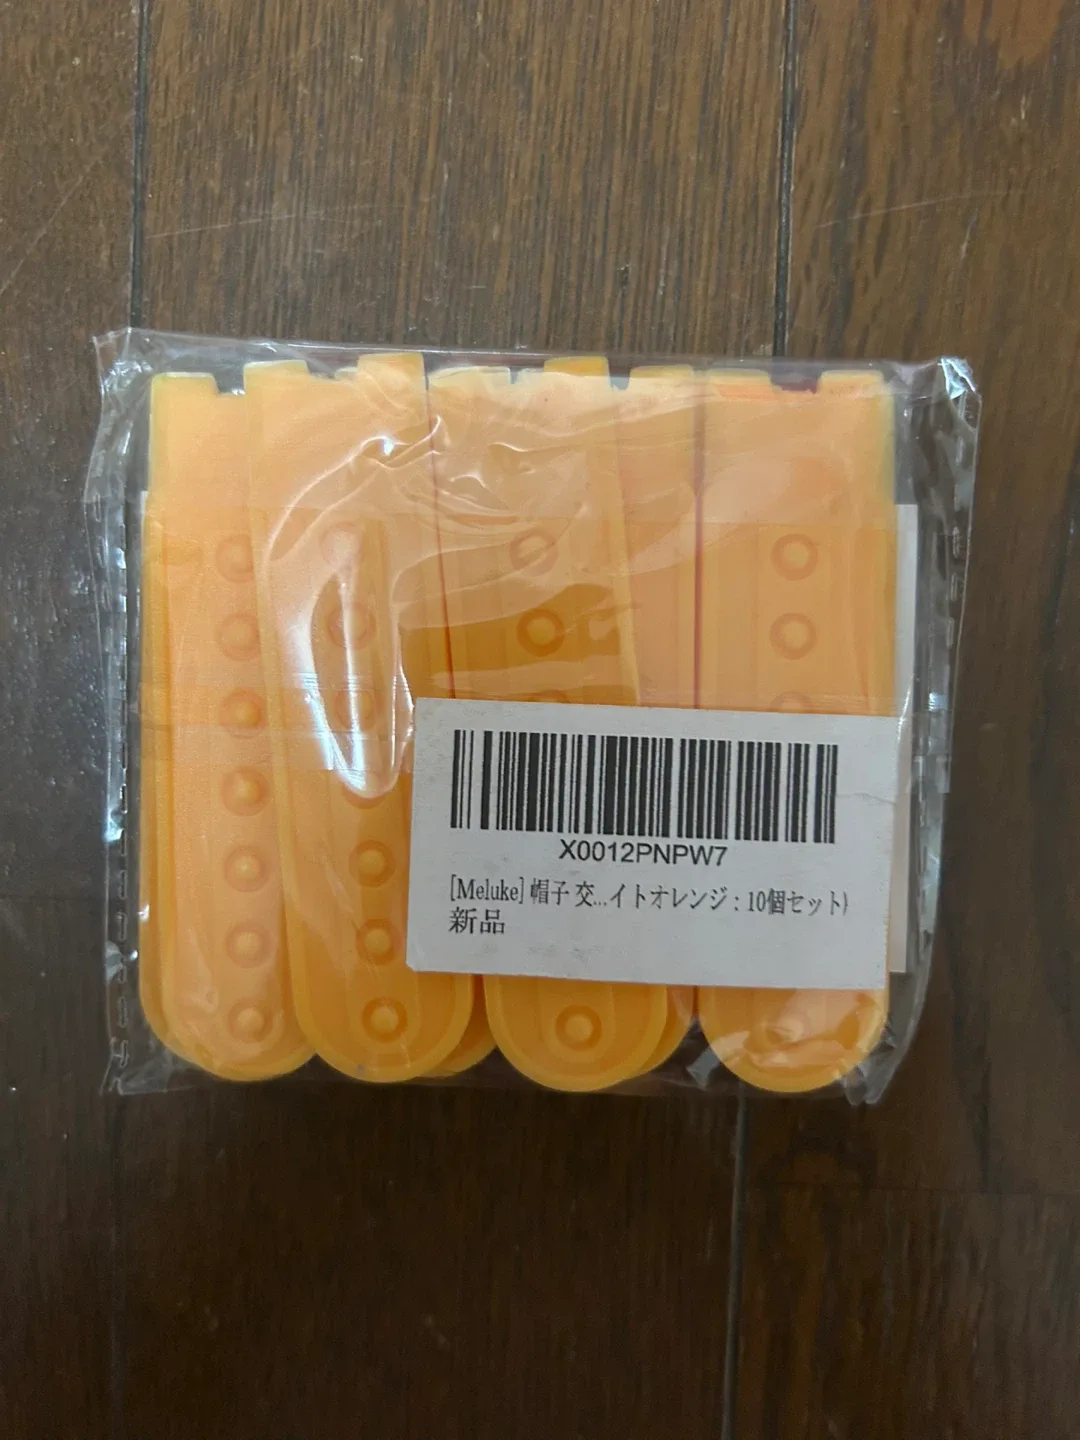 X0012PNPW7
[Meluke] 帽子 交...イトオレンジ : 10個セット)
新品